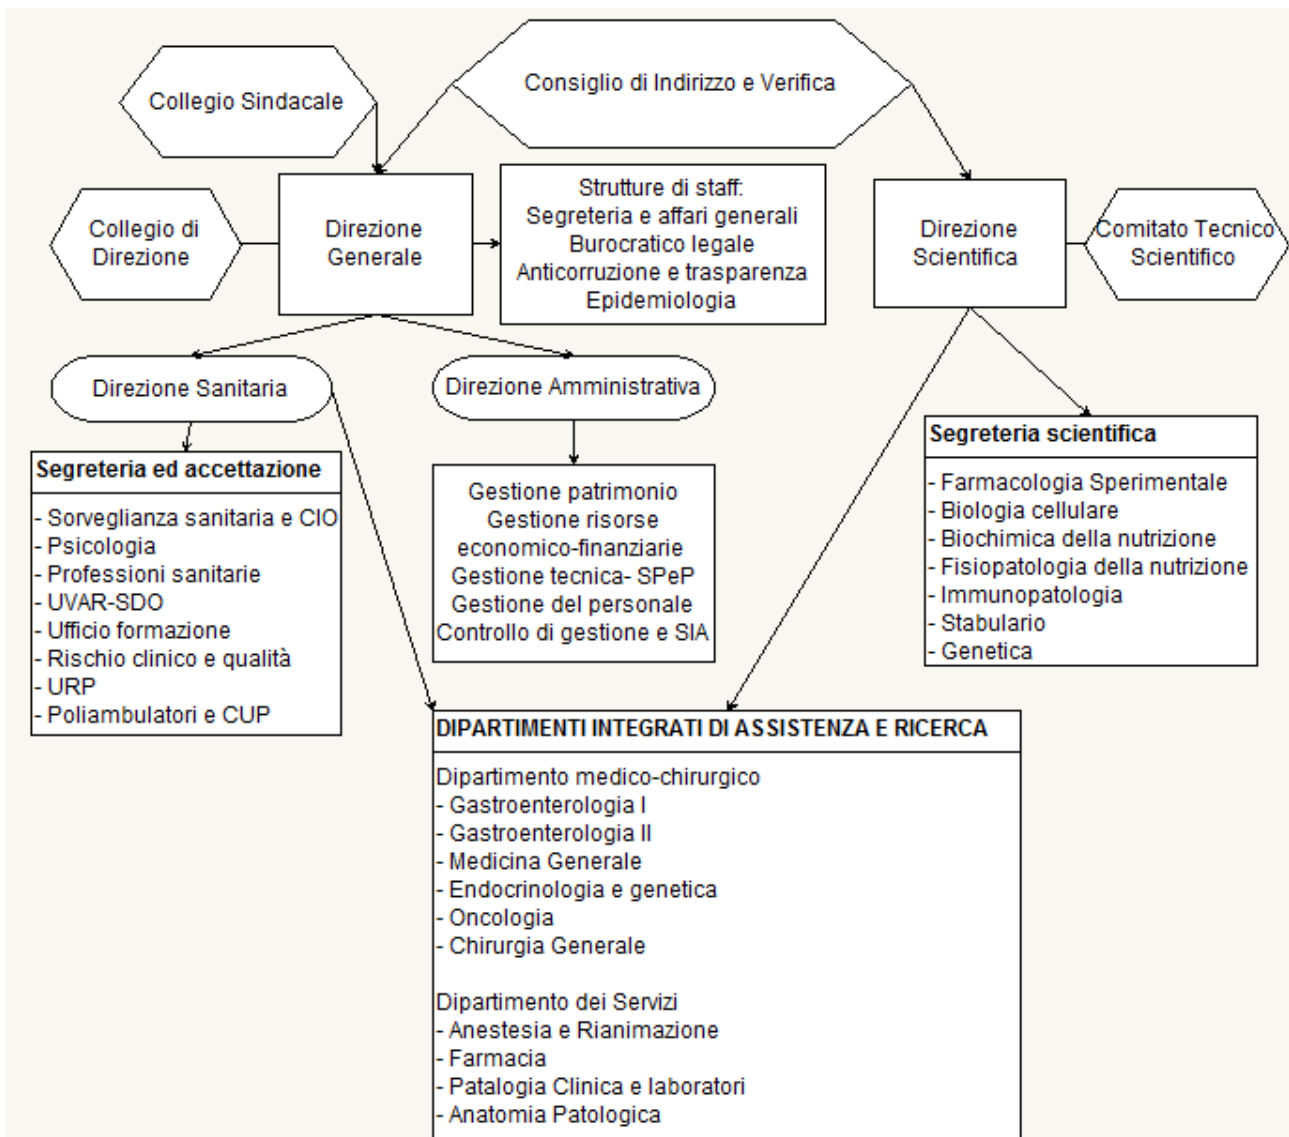 Collegio Sindacale
Consiglio di Indirizzo e Verifica
Collegio di
Direzione
Direzione
Generale
Strutture di staff:
Segreteria e affari generali
Burocratico legale
Anticorruzione e trasparenza
Epidemiologia
Direzione
Scientifica
Comitato Tecnico
Scientifico
Direzione Sanitaria
Direzione Amministrativa
Segreteria ed accettazione
- Sorveglianza sanitaria e CIO
- Psicologia
- Professioni sanitarie
- UVAR-SDO
- Ufficio formazione
- Rischio clinico e qualità
- URP
- Poliambulatori e CUP
Gestione patrimonio
Gestione risorse
economico-finanziarie
Gestione tecnica- SPeP
Gestione del personale
Controllo di gestione e SIA
Segreteria scientifica
- Farmacologia Sperimentale
- Biologia cellulare
- Biochimica della nutrizione
- Fisiopatologia della nutrizione
- Immunopatologia
- Stabulario
- Genetica
DIPARTIMENTI INTEGRATI DI ASSISTENZA E RICERCA
Dipartimento medico-chirurgico
- Gastroenterologia I
- Gastroenterologia II
- Medicina Generale
- Endocrinologia e genetica
- Oncologia
- Chirurgia Generale
Dipartimento dei Servizi
- Anestesia e Rianimazione
- Farmacia
- Patalogia Clinica e laboratori
- Anatomia Patologica